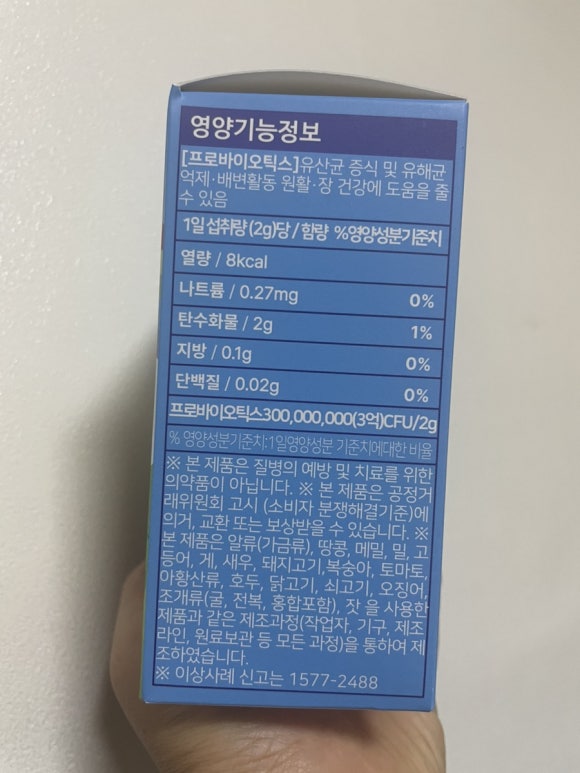 영양기능정보
[프로바이오틱스]유산균 증식 및 유해균
억제·배변활동 원활·장 건강에 도움을 줄
수 있음
1일 섭취량 (2g)당 / 함량 %영양성분기준치
열량 / 8kcal
나트륨 / 0.27mg 0%
탄수화물 / 2g 1%
지방 / 0.1g 0%
단백질 / 0.02g 0%
프로바이오틱스300,000,000(3억)CFU/2g
% 영양성분기준치:1일영양성분 기준치에대한 비율
※ 본 제품은 질병의 예방 및 치료를 위한
의약품이 아닙니다. ※ 본 제품은 공정거
래위원회 고시 (소비자 분쟁해결기준)에
의거, 교환 또는 보상받을 수 있습니다. ※
본 제품은 알류(가금류), 땅콩, 메밀, 밀, 고
등어, 게, 새우, 돼지고기,복숭아, 토마토,
아황산류, 호두, 닭고기, 쇠고기, 오징어,
조개류(굴, 전복, 홍합포함), 잣 을 사용한
제품과 같은 제조과정(작업자, 기구, 제조
라인, 원료보관 등 모든 과정)을 통하여 제
조하였습니다.
※ 이상사례 신고는 1577-2488